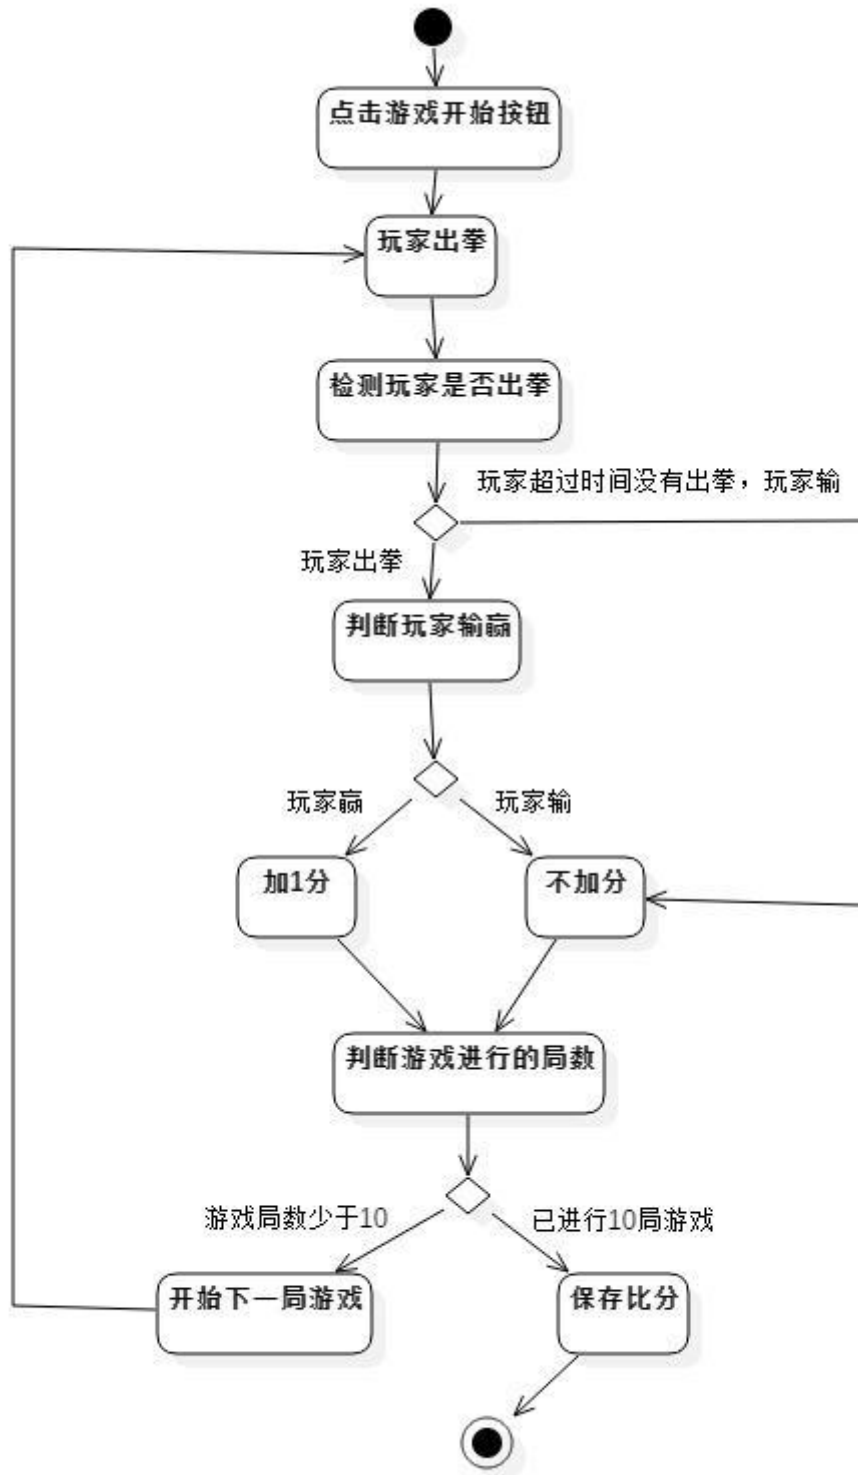 点击游戏开始按钮
玩家出拳
检测玩家是否出拳
玩家超过时间没有出拳，玩家输
玩家出拳
判断玩家输赢
玩家赢
玩家输
加1分
不加分
判断游戏进行的局数
游戏局数少于10
已进行10局游戏
开始下一局游戏
保存比分